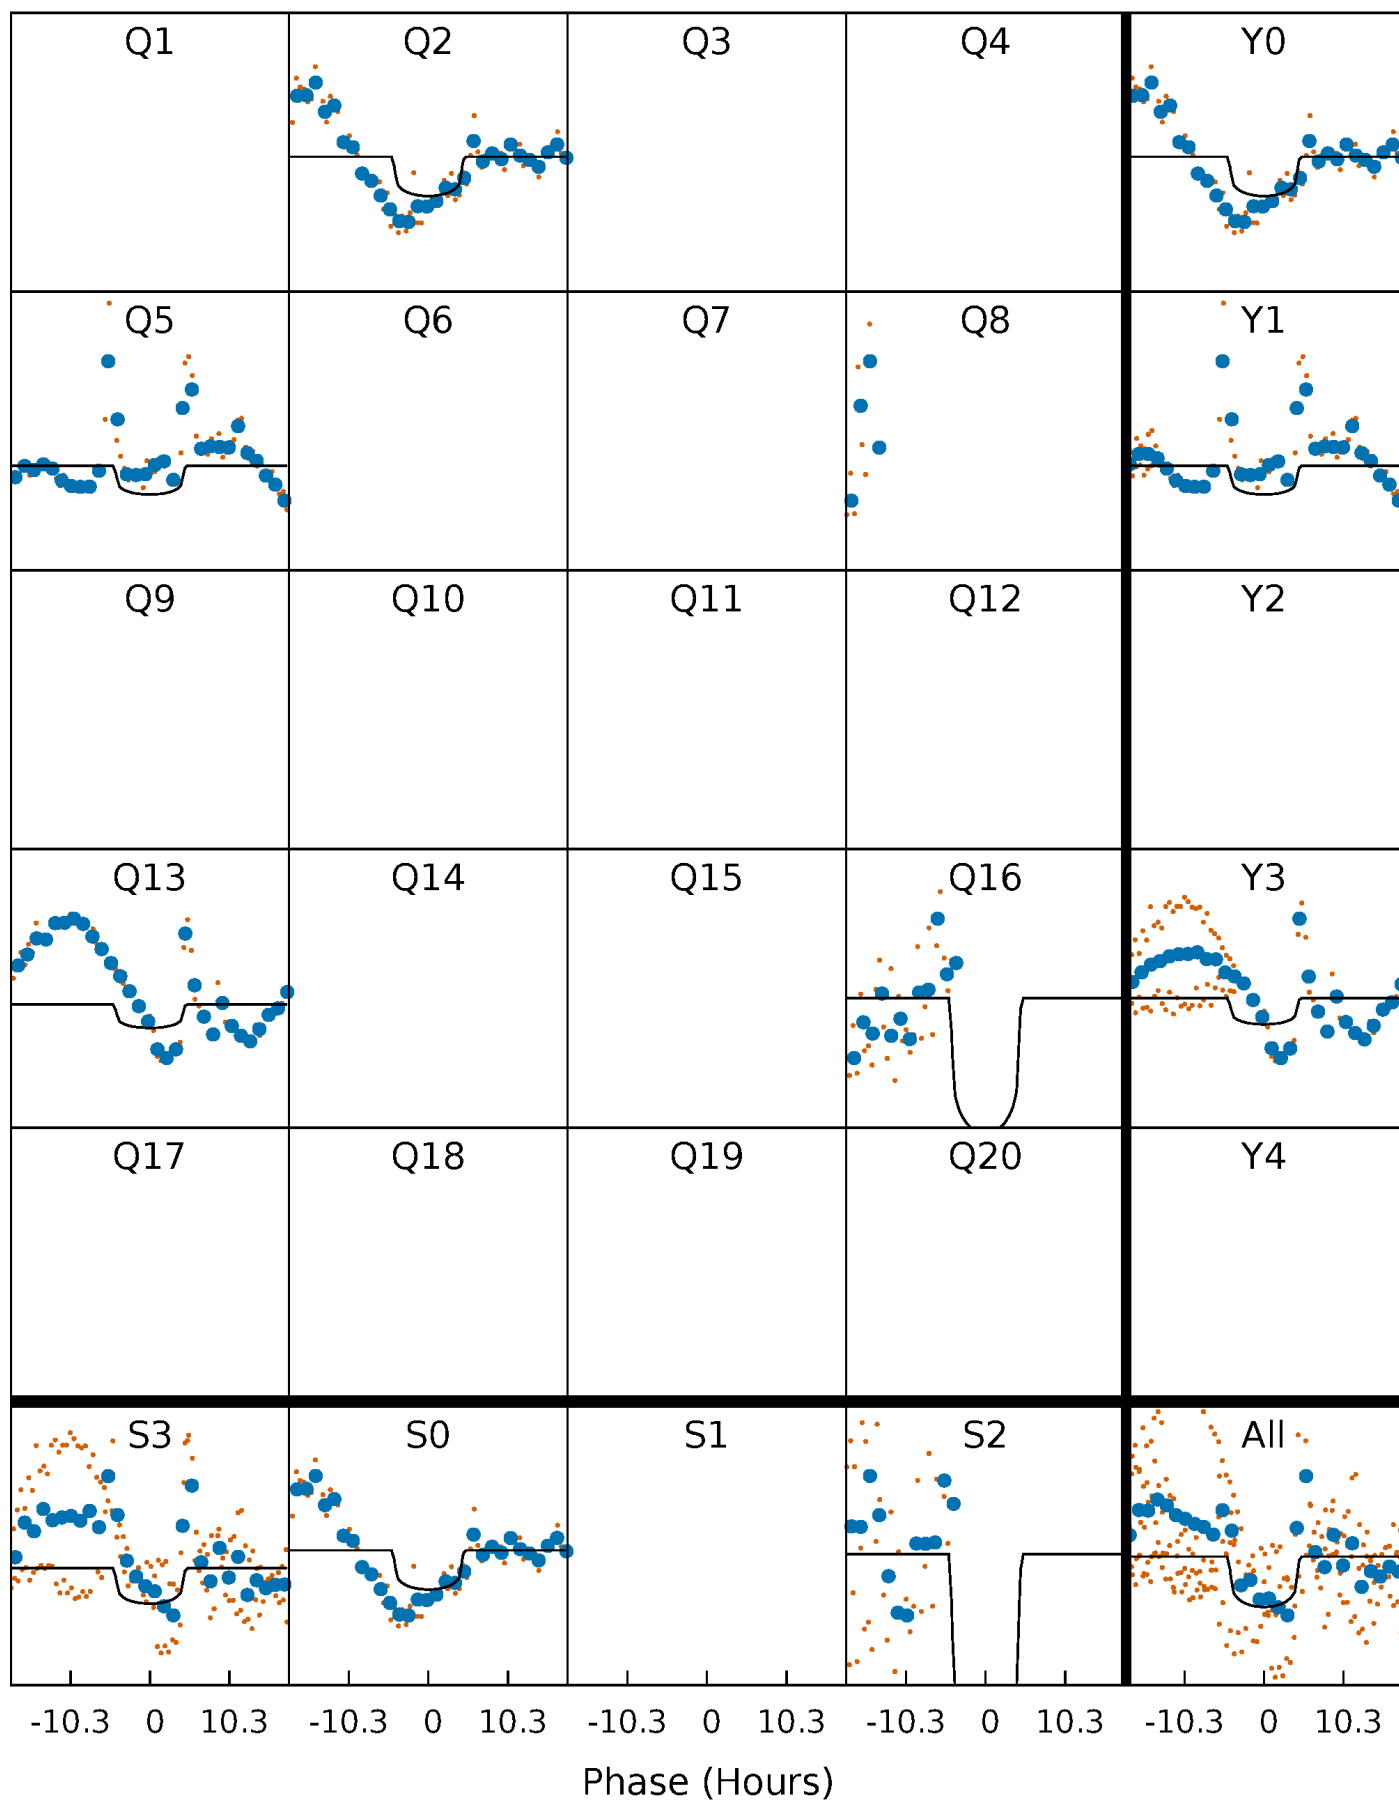 Q1 Q2 Q3 Q4 Y0
Q5 Q6 Q7 Q8 Y1
Q9 Q10 Q11 Q12 Y2
Q13 Q14 Q15 Q16 Y3
Q17 Q18 Q19 Q20 Y4
S3 S0 S1 S2 All
-10.3 0 10.3 -10.3 0 10.3 -10.3 0 10.3 -10.3 0 10.3 -10.3 0 10.3
Phase (Hours)